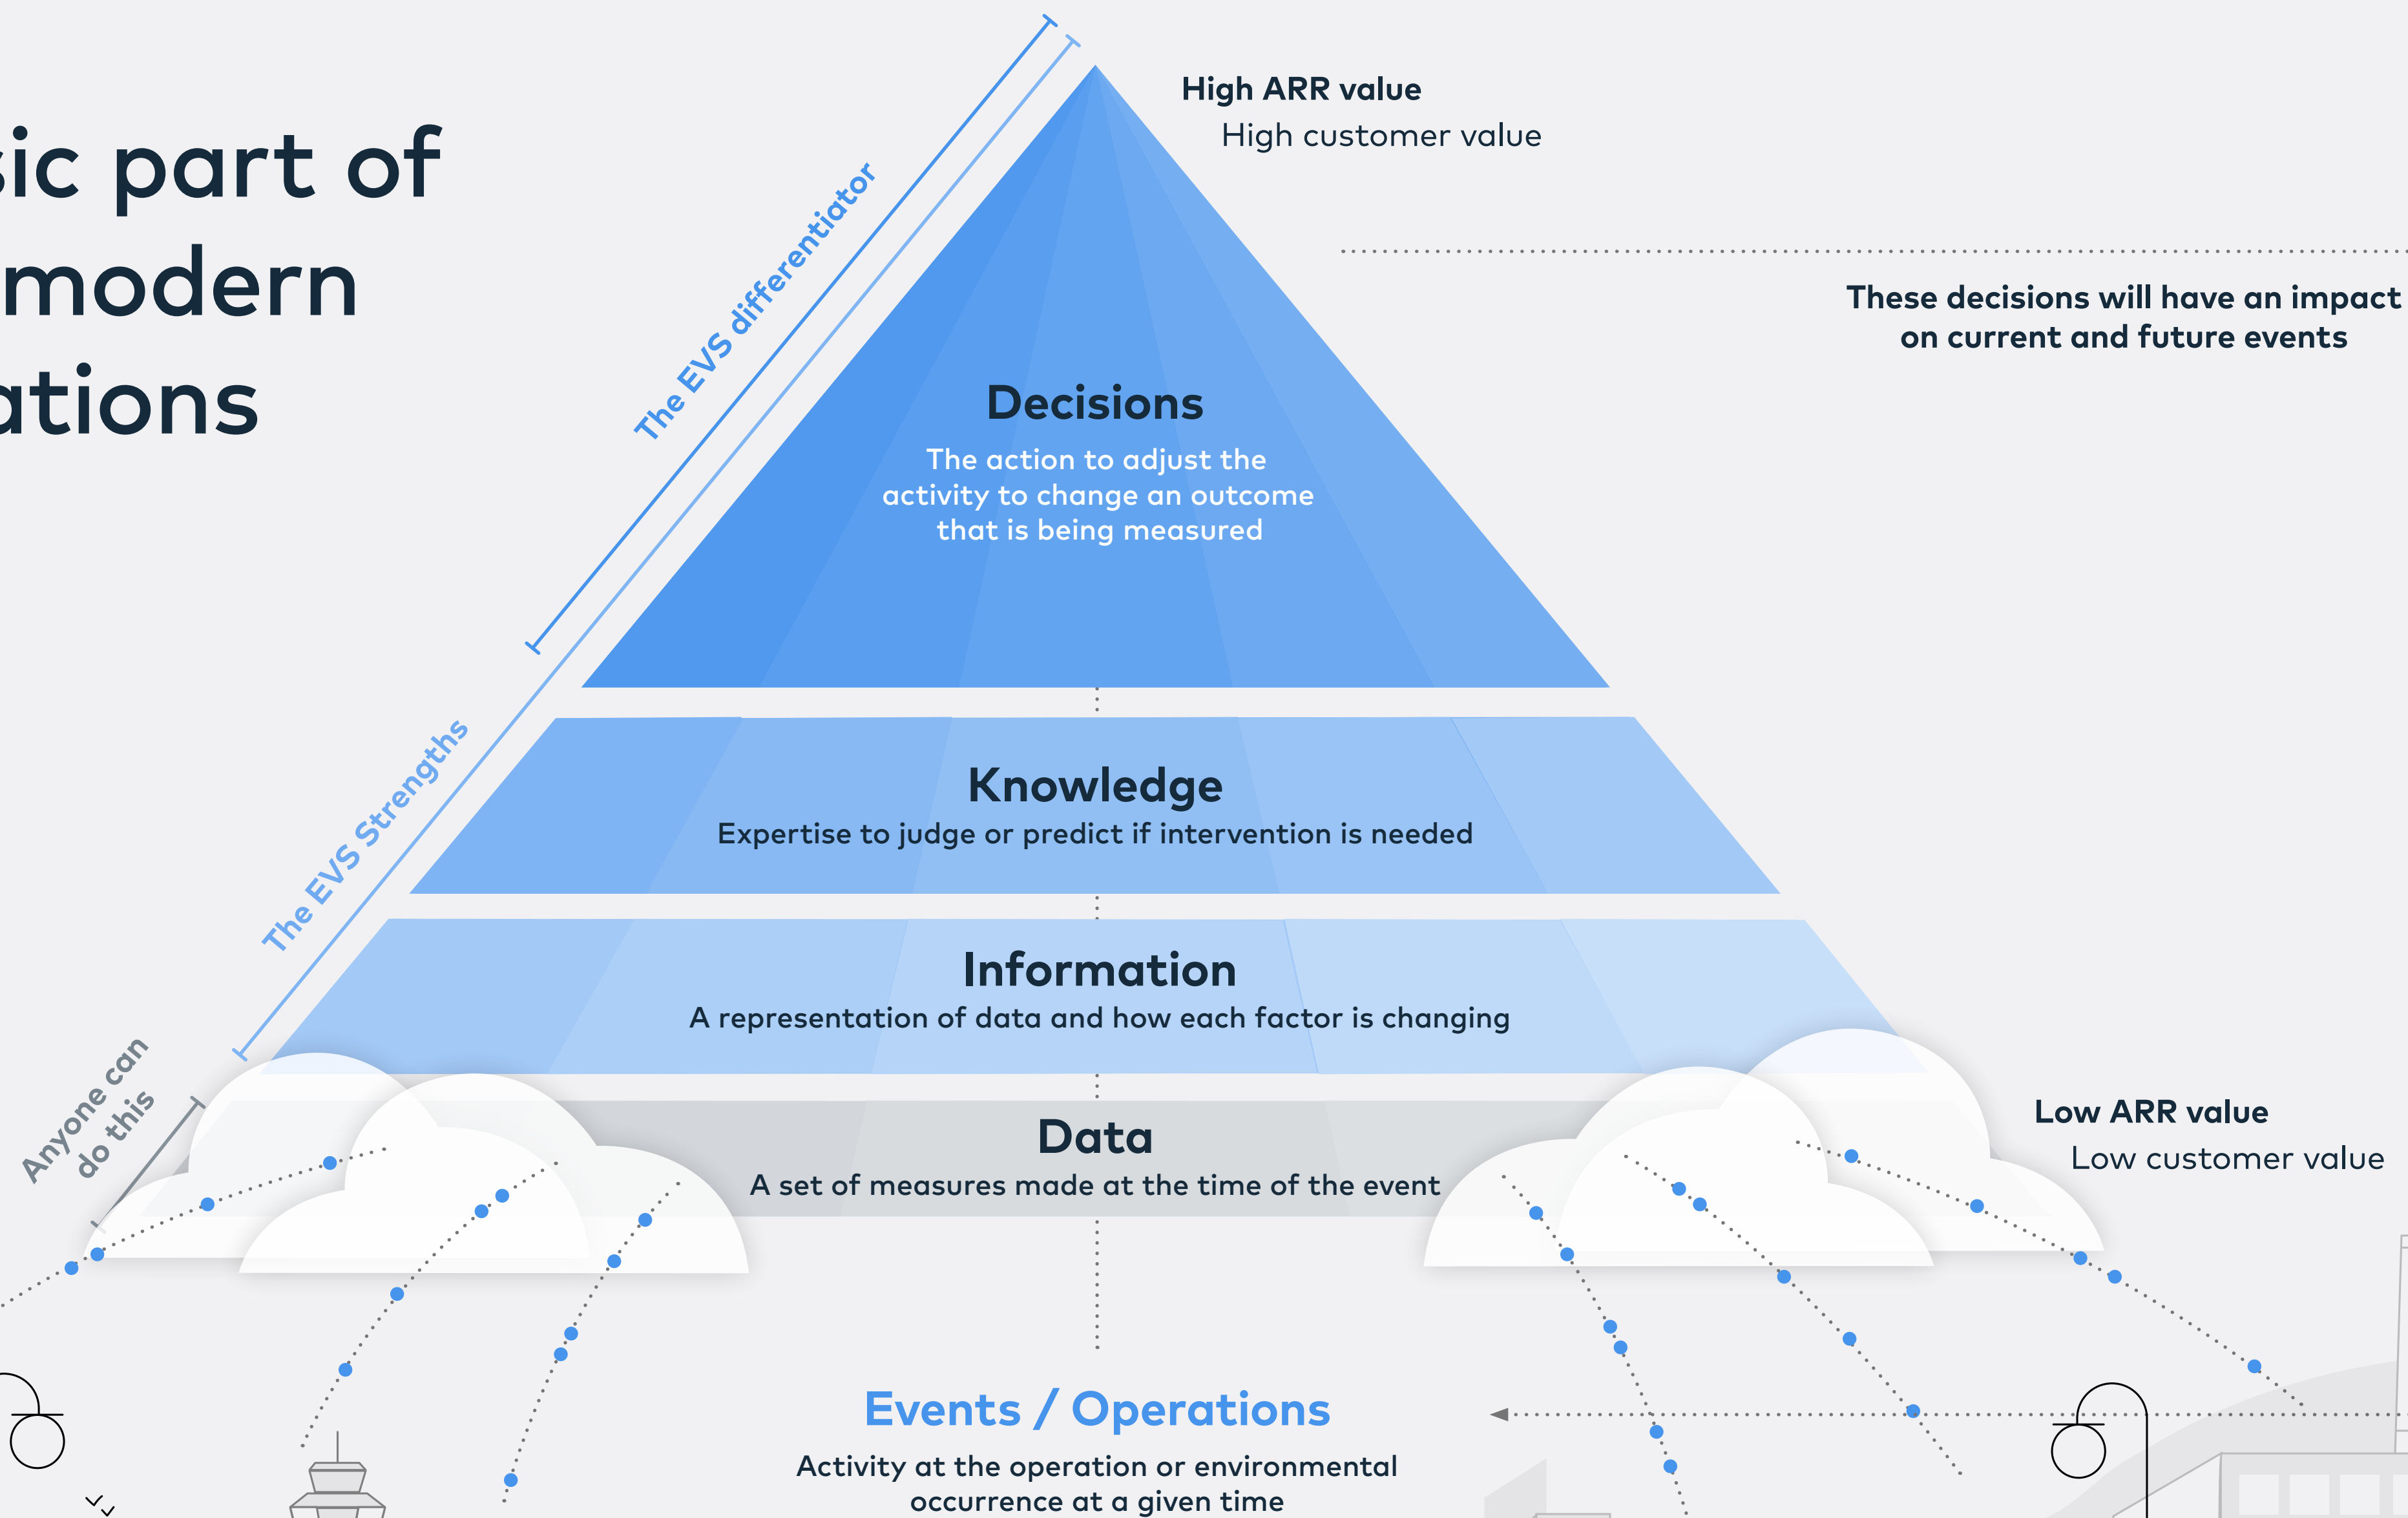 part of
modern
High ARR value
High customer value
The EVS differentiator
These decisions will have an impact
on current and future events
Decisions
The action to adjust the
activity to change an outcome
that is being measured
Knowledge
Expertise to judge or predict if intervention is needed
The EVS Strengths
Information
A representation of data and how each factor is changing
Anyone can
do this
Data
A set of measures made at the time of the event
Low ARR value
Low customer value
Events / Operations
Activity at the operation or environmental
occurrence at a given time